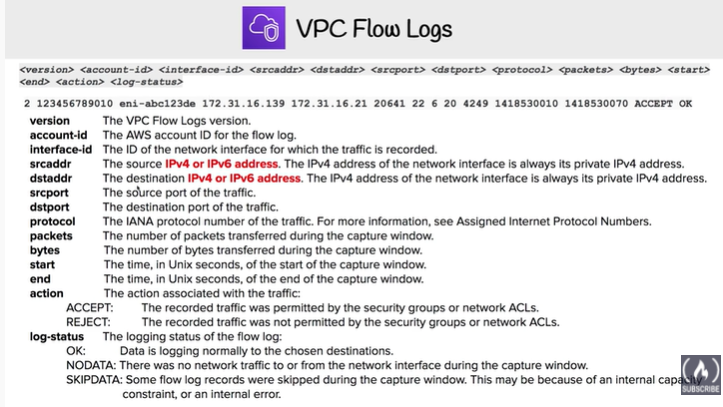 VPC Flow Logs
<version> <account-id> <interface-id> <srcaddr> <dstaddr> <srcport> <dstport> <protocol> <packets> <bytes> <start>
<end> <action> <log-status>
2 123456789010 eni-abc123de 172.31.16.139 172.31.16.21 20641 22 6 20 4249 1418530010 1418530070 ACCEPT OK
version The VPC Flow Logs version.
account-id The AWS account ID for the flow log.
interface-id The ID of the network interface for which the traffic is recorded.
srcaddr The source IPv4 or IPv6 address. The IPv4 address of the network interface is always its private IPv4 address.
dstaddr The destination IPv4 or IPv6 address. The IPv4 address of the network interface is always its private IPv4 address.
srcport The source port of the traffic.
dstport The destination port of the traffic.
protocol The IANA protocol number of the traffic. For more information, see Assigned Internet Protocol Numbers.
packets The number of packets transferred during the capture window.
bytes The number of bytes transferred during the capture window.
start The time, in Unix seconds, of the start of the capture window.
end The time, in Unix seconds, of the end of the capture window.
action The action associated with the traffic:
ACCEPT: The recorded traffic was permitted by the security groups or network ACLs.
REJECT: The recorded traffic was not permitted by the security groups or network ACLs.
log-status The logging status of the flow log:
OK: Data is logging normally to the chosen destinations.
NODATA: There was no network traffic to or from the network interface during the capture window.
SKIPDATA: Some flow log records were skipped during the capture window. This may be because of an internal capacity
constraint, or an internal error.
SUBSCRIBE